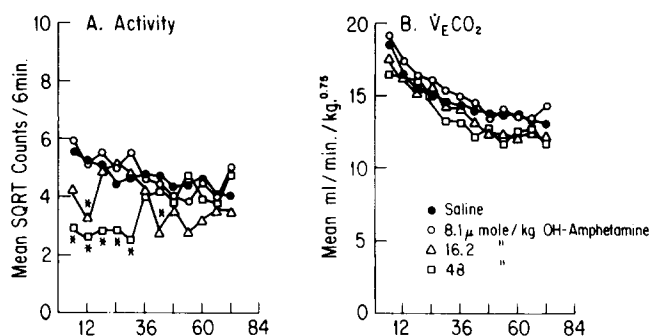 A. Activity
B. V̇ECO2
Mean SQRT Counts / 6min.
10
8
6
4
2
0
* * * * * * *
12 36 60 84
Mean ml / min. / kg.0.75
20
15
10
5
0
Saline
8.1 μ mole / kg OH-Amphetamine
16.2 "
48 "
12 36 60 84